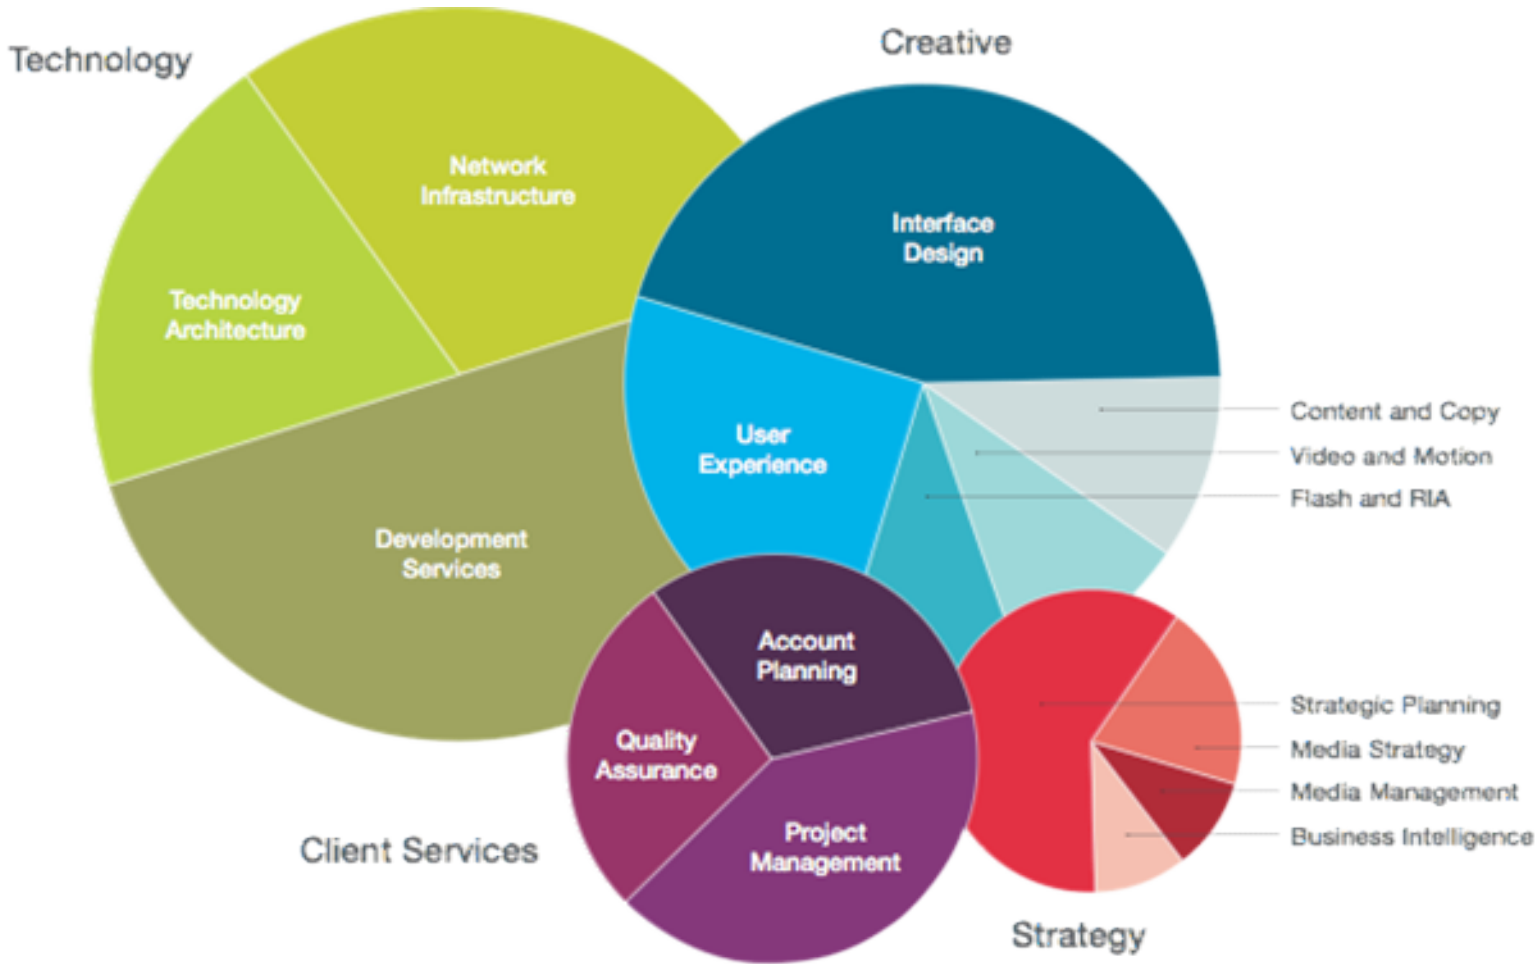 Technology
Creative
Network
Infrastructure
Interface
Design
Technology
Architecture
Content and Copy
User
Experience
Video and Motion
Flash and RIA
Development
Services
Account
Planning
Strategic Planning
Quality
Assurance
Media Strategy
Media Management
Project
Management
Business Intelligence
Client Services
Strategy